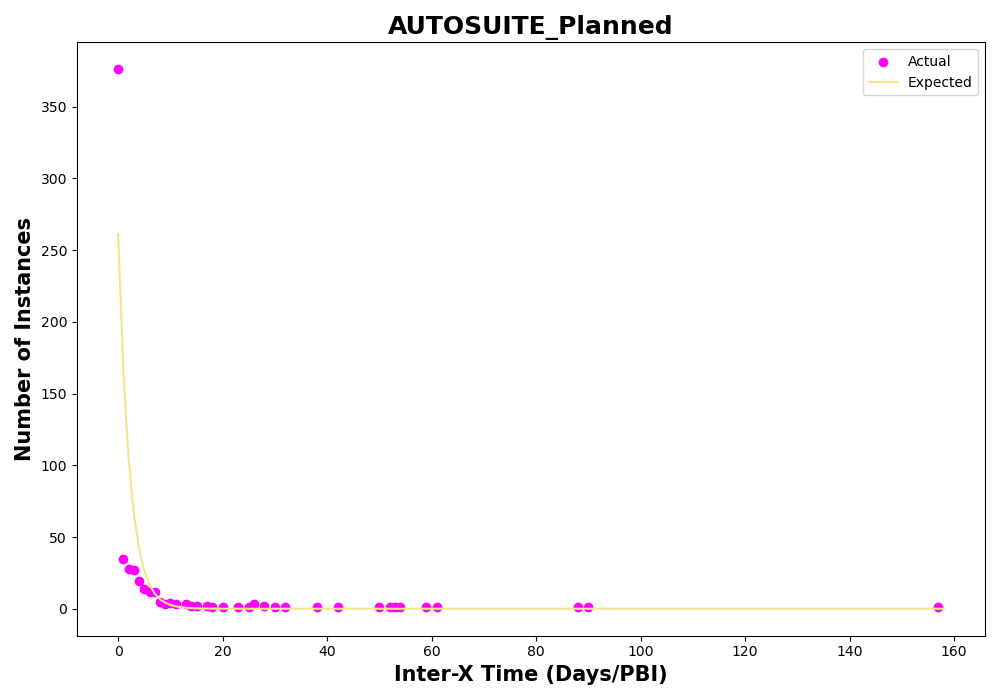 AUTOSUITE_Planned
Actual
Expected
Number of Instances
350
300
250
200
150
100
50
0
0 20 40 60 80 100 120 140 160
Inter-X Time (Days/PBI)